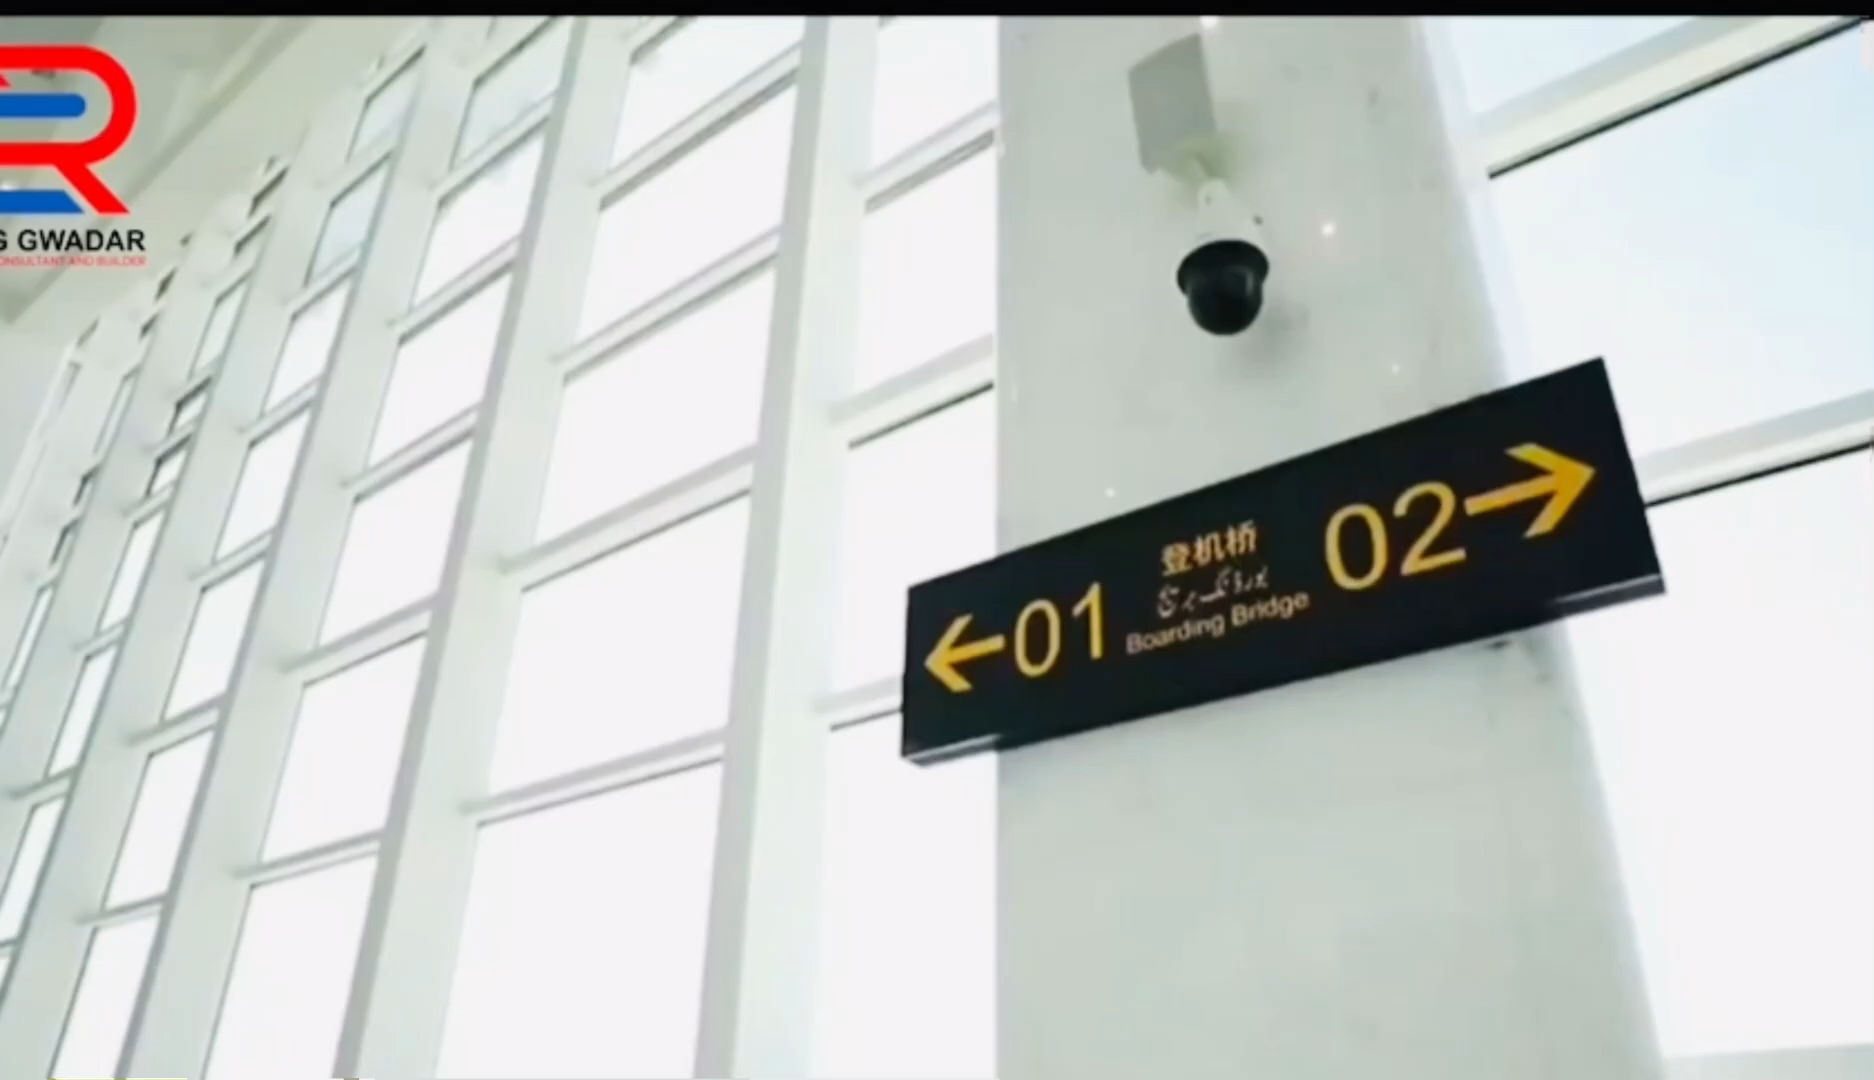 G GWADAR
CONSULTANT AND BUILDER
←01
登机桥
Boarding Bridge
02→